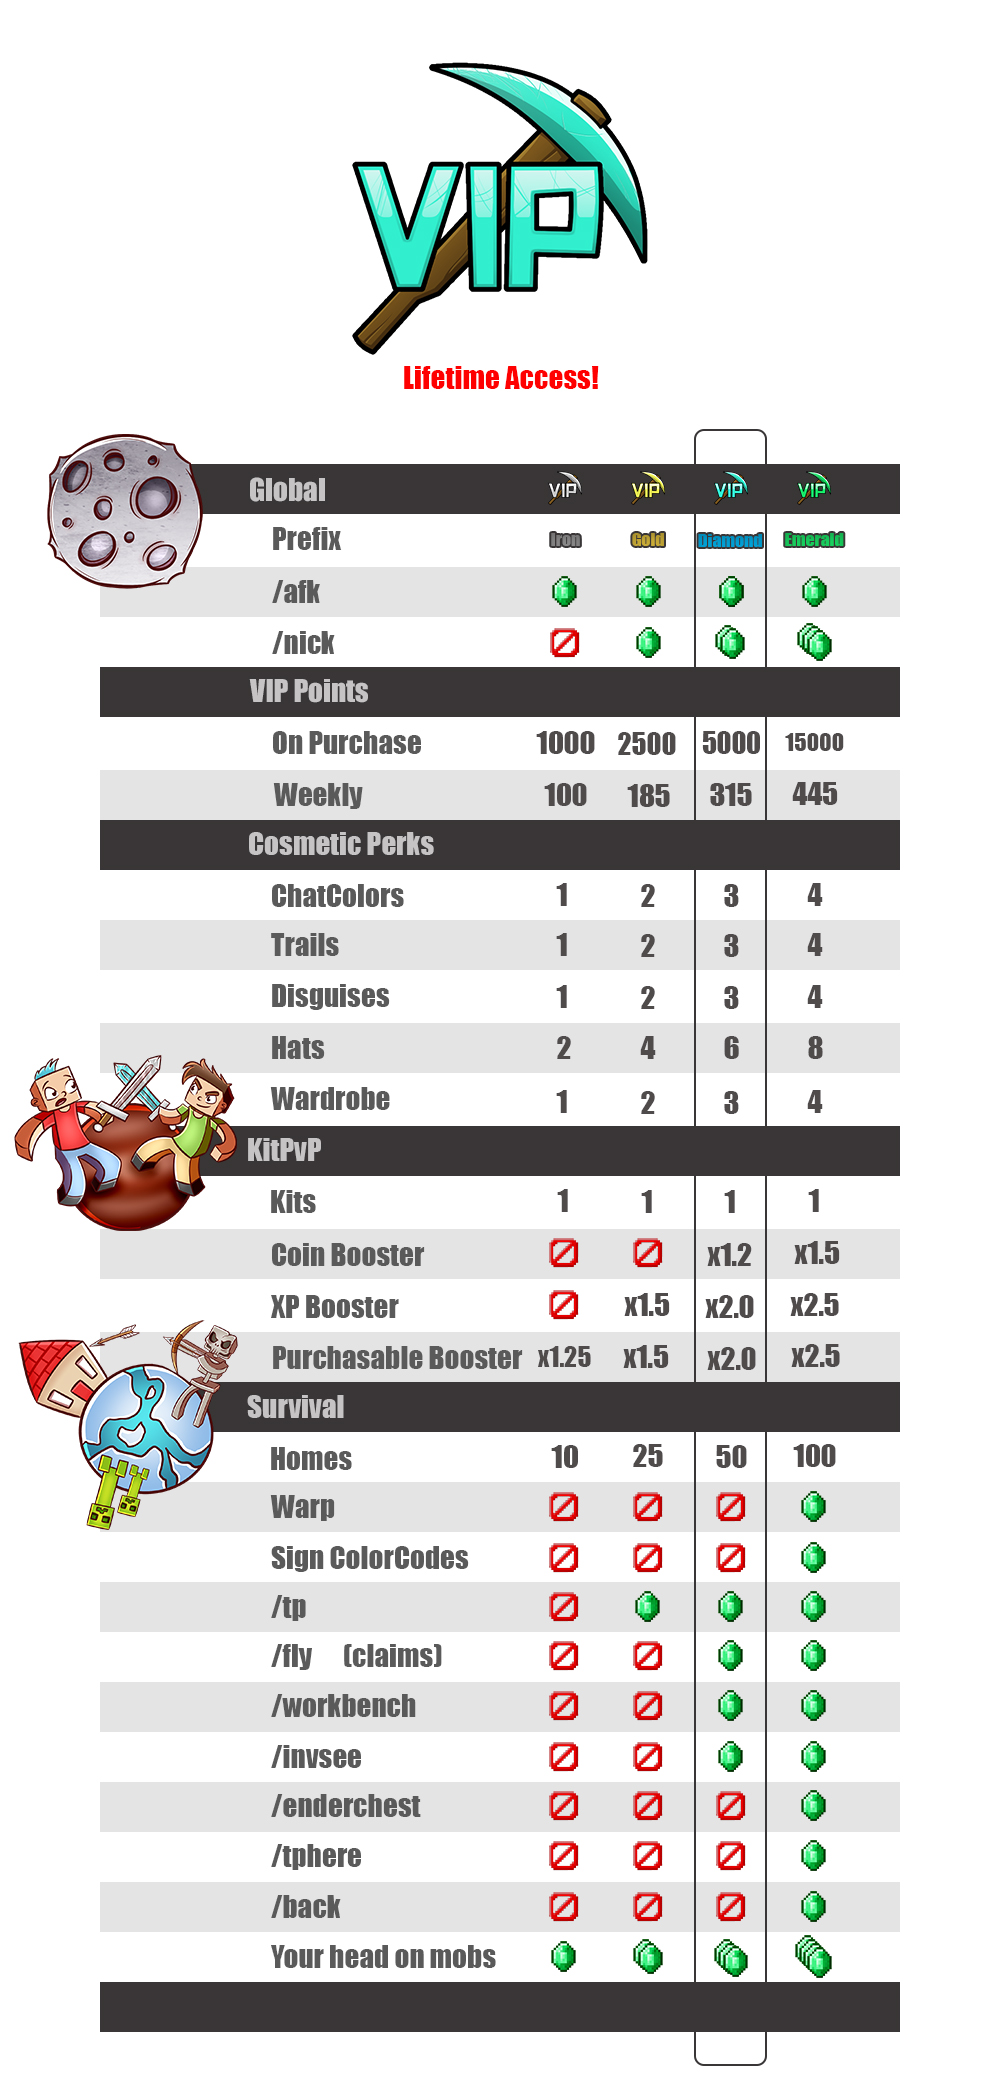 VIP
Lifetime Access!
Global VIP VIP VIP VIP
Prefix Iron Gold Diamond Emerald
/afk
/nick
VIP Points
On Purchase 1000 2500 5000 15000
Weekly 100 185 315 445
Cosmetic Perks
ChatColors 1 2 3 4
Trails 1 2 3 4
Disguises 1 2 3 4
Hats 2 4 6 8
Wardrobe 1 2 3 4
KitPvP
Kits 1 1 1 1
Coin Booster x1.2 x1.5
XP Booster x1.5 x2.0 x2.5
Purchasable Booster x1.25 x1.5 x2.0 x2.5
Survival
Homes 10 25 50 100
Warp
Sign ColorCodes
/tp
/fly (claims)
/workbench
/invsee
/enderchest
/tphere
/back
Your head on mobs